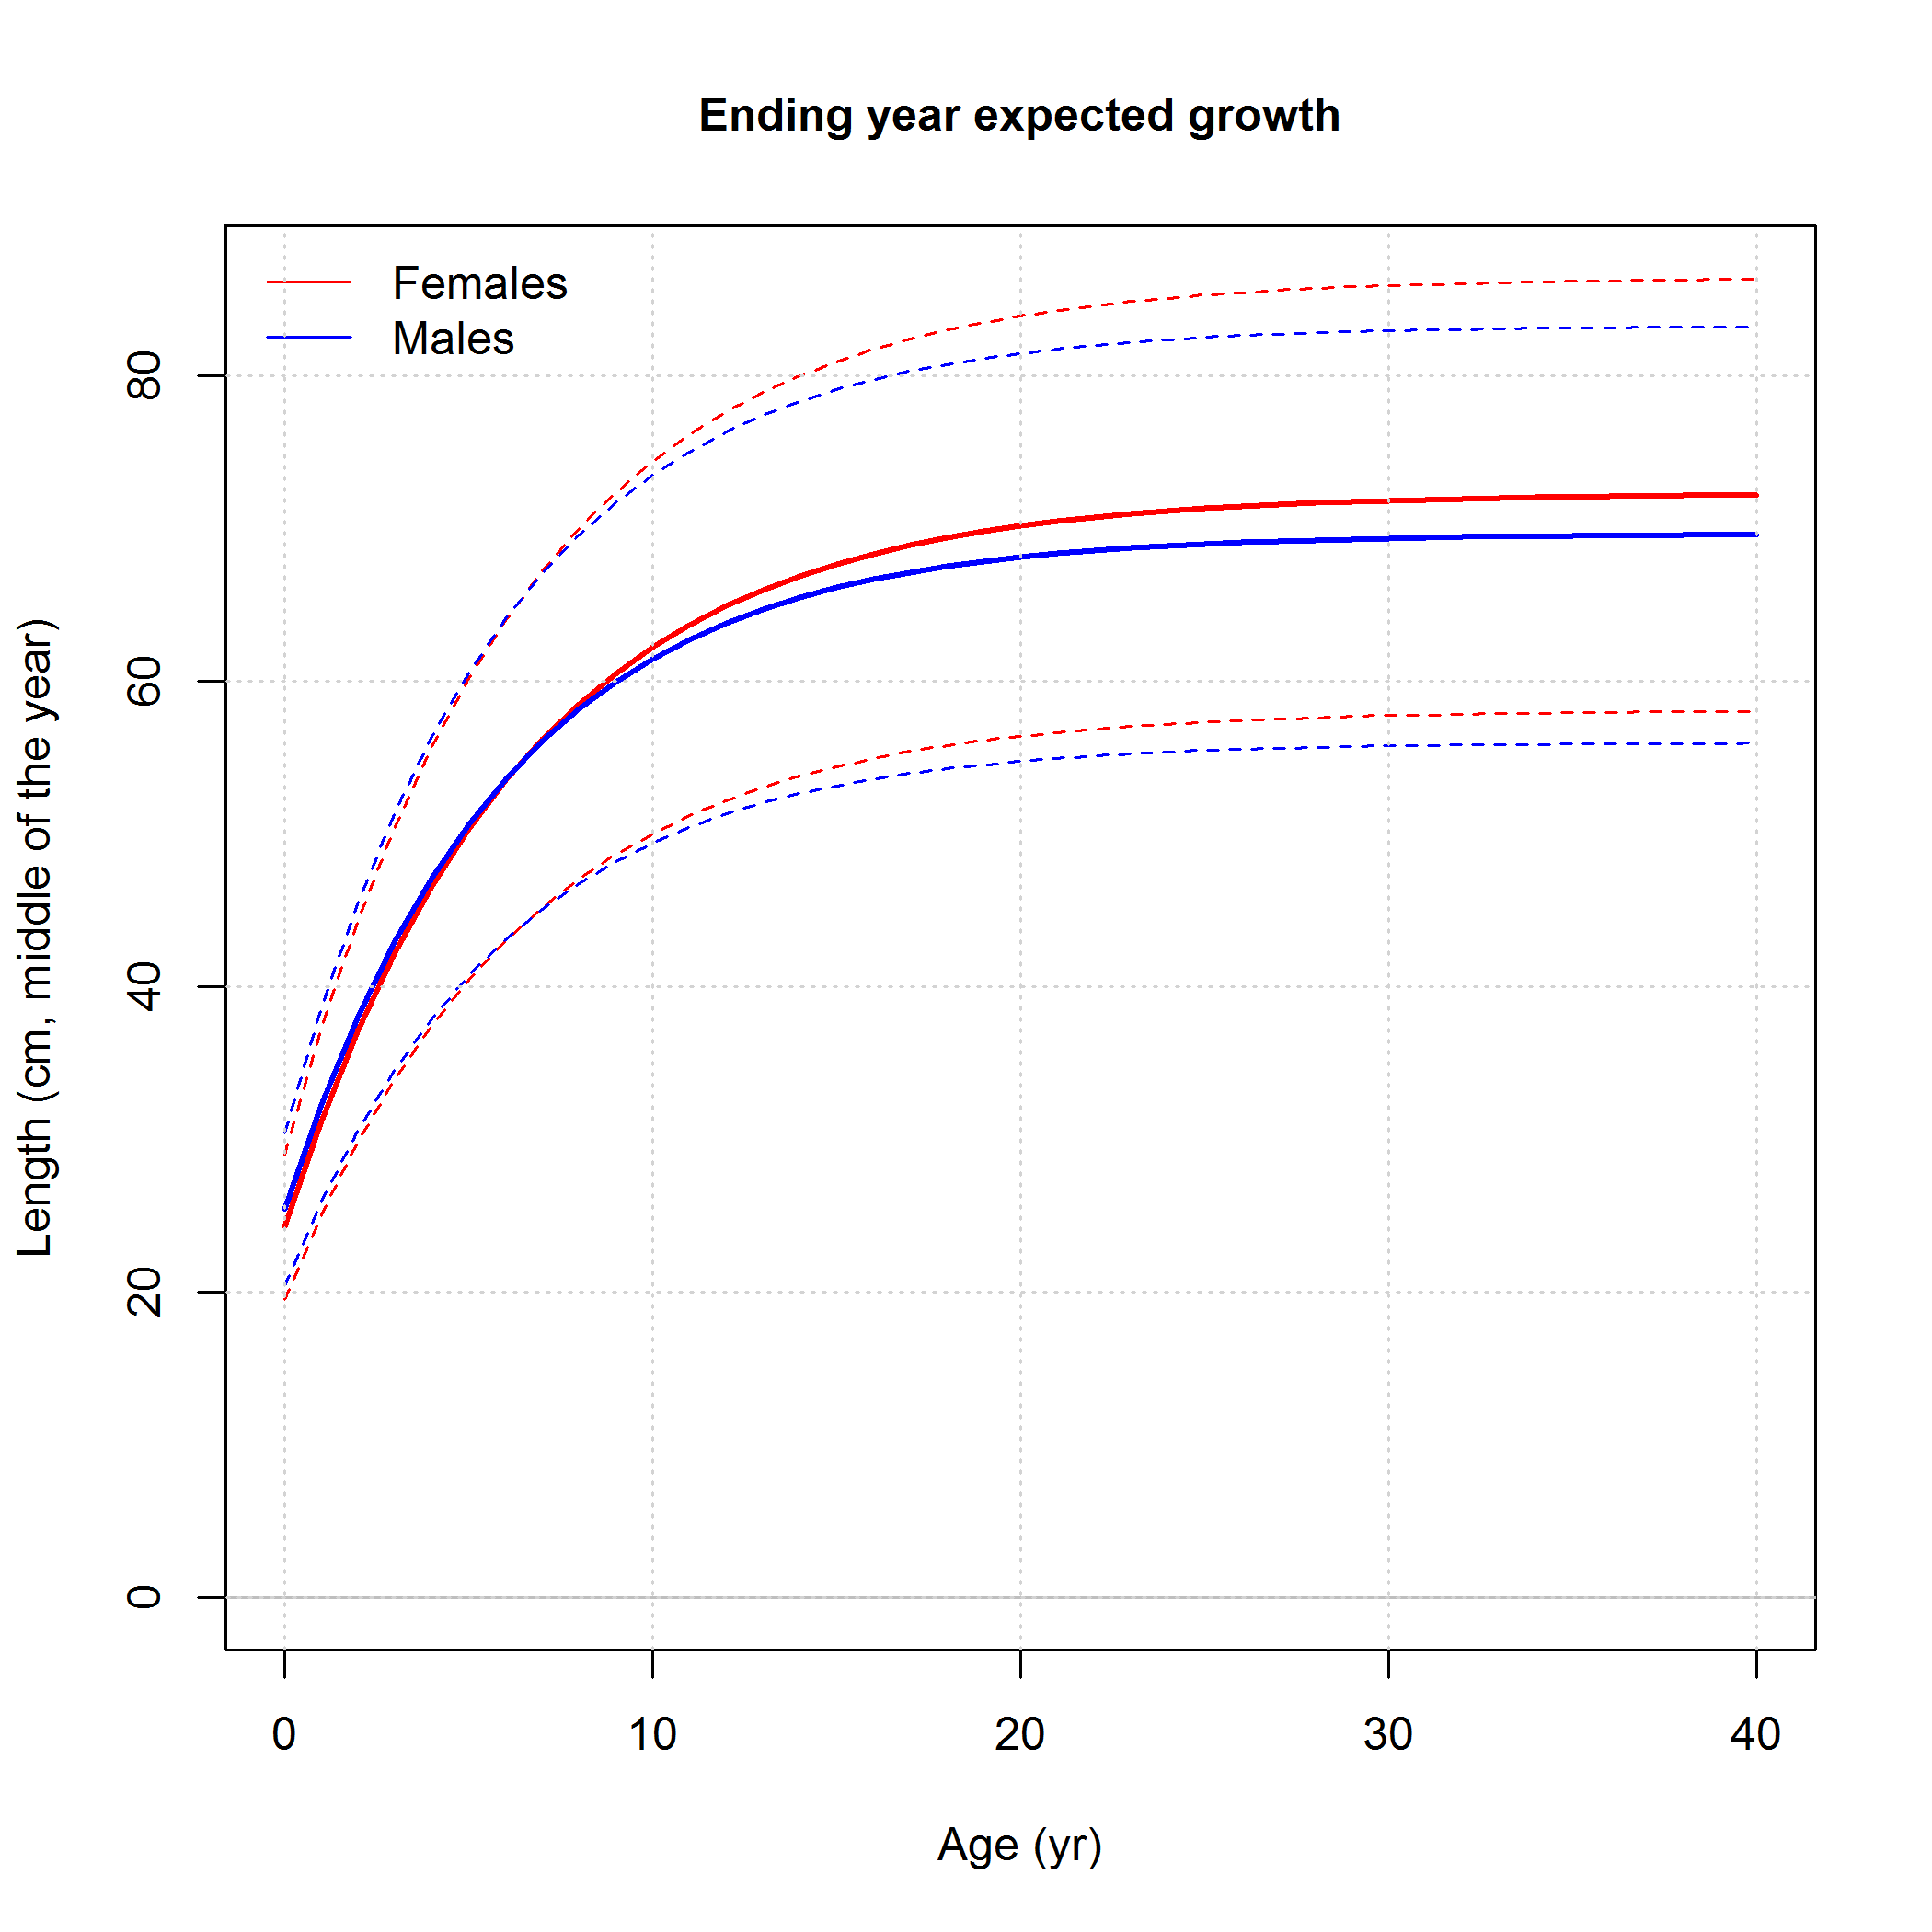 Ending year expected growth
Females
Males
Length (cm, middle of the year)
80
60
40
20
0
0 10 20 30 40
Age (yr)